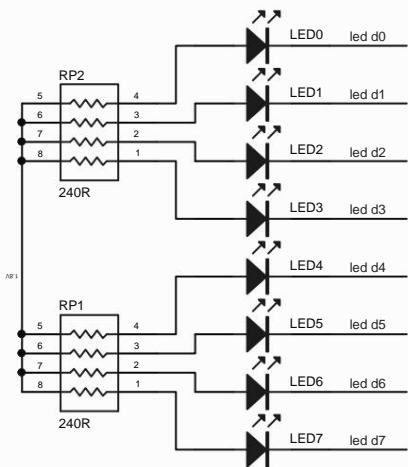 LED0 led d0
RP2
5 4
LED1 led d1
6 3
7 2
8 1
LED2 led d2
240R
LED3 led d3
LED4 led d4
1.8V
RP1
5 4
LED5 led d5
6 3
7 2
8 1
LED6 led d6
240R
LED7 led d7